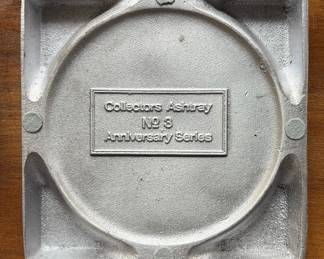 Collectors Ashtray
Nº 3
Anniversary Series